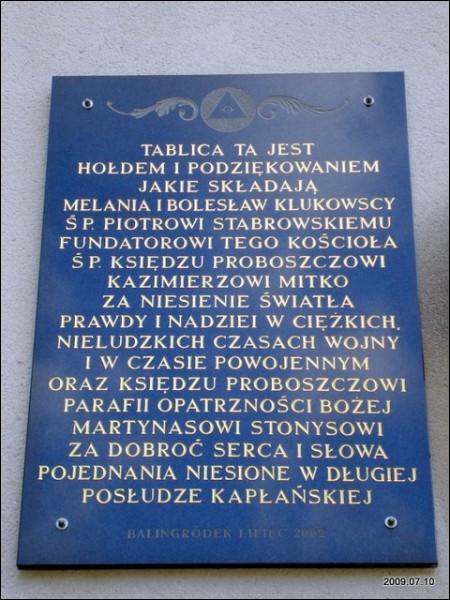 TABLICA TA JEST
HOŁDEM I PODZIĘKOWANIEM
JAKIE SKŁADAJĄ
MELANIA I BOLESŁAW KLUKOWSCY
Ś P. PIOTROWI STABROWSKIEMU
FUNDATOROWI TEGO KOŚCIOŁA
Ś P. KSIĘDZU PROBOSZCZOWI
KAZIMIERZOWI MITKO
ZA NIESIENIE ŚWIATŁA
PRAWDY I NADZIEI W CIĘŻKICH,
NIELUDZKICH CZASACH WOJNY
I W CZASIE POWOJENNYM
ORAZ KSIĘDZU PROBOSZCZOWI
PARAFII OPATRZNOŚCI BOŻEJ
MARTYNASOWI STONYSOWI
ZA DOBROĆ SERCA I SŁOWA
POJEDNANIA NIESIONE W DŁUGIEJ
POSŁUDZE KAPŁAŃSKIEJ
BALINGRÓDEK LIPIEC 2002
2009.07.10